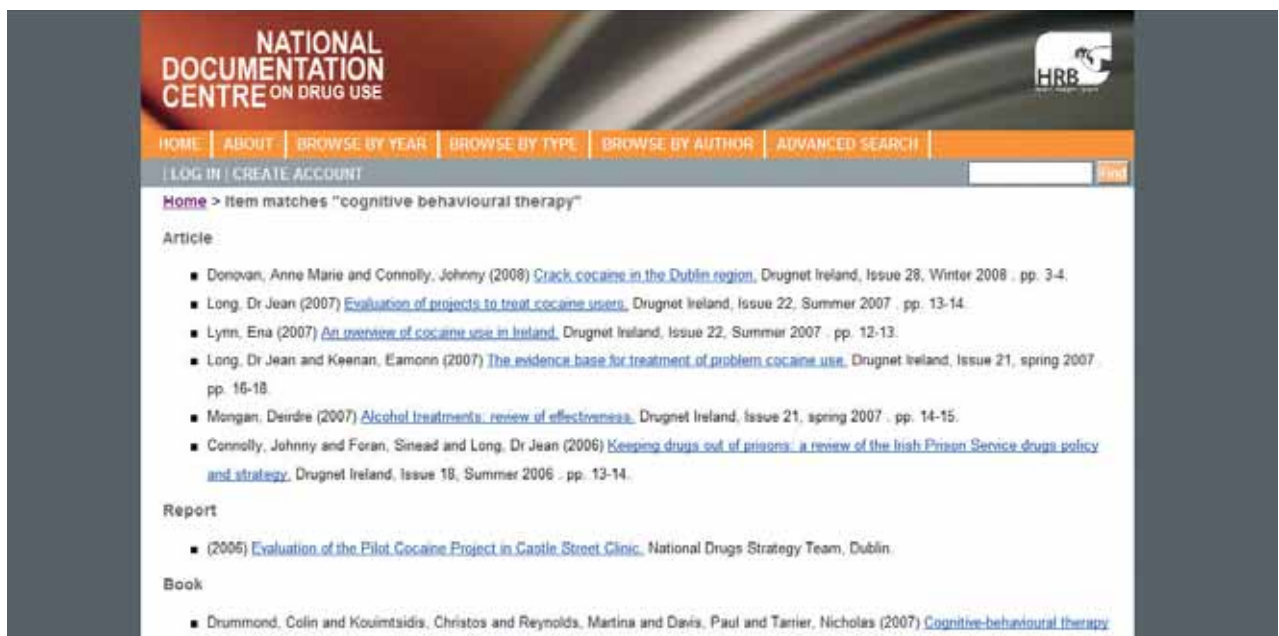 NATIONAL
DOCUMENTATION
CENTRE ON DRUG USE
HRB
HOME | ABOUT | BROWSE BY YEAR | BROWSE BY TYPE | BROWSE BY AUTHOR | ADVANCED SEARCH |
| LOG IN | CREATE ACCOUNT
Find
Home > Item matches "cognitive behavioural therapy"
Article
■ Donovan, Anne Marie and Connolly, Johnny (2008) Crack cocaine in the Dublin region. Drugnet Ireland, Issue 28, Winter 2008 . pp. 3-4.
■ Long, Dr Jean (2007) Evaluation of projects to treat cocaine users. Drugnet Ireland, Issue 22, Summer 2007 . pp. 13-14.
■ Lynn, Ena (2007) An overview of cocaine use in Ireland. Drugnet Ireland, Issue 22, Summer 2007 . pp. 12-13.
■ Long, Dr Jean and Keenan, Eamonn (2007) The evidence base for treatment of problem cocaine use. Drugnet Ireland, Issue 21, spring 2007 .
pp. 16-18.
■ Mongan, Deirdre (2007) Alcohol treatments: review of effectiveness. Drugnet Ireland, Issue 21, spring 2007 . pp. 14-15.
■ Connolly, Johnny and Foran, Sinead and Long, Dr Jean (2006) Keeping drugs out of prisons: a review of the Irish Prison Service drugs policy
and strategy. Drugnet Ireland, Issue 18, Summer 2006 . pp. 13-14.
Report
■ (2006) Evaluation of the Pilot Cocaine Project in Castle Street Clinic. National Drugs Strategy Team, Dublin.
Book
■ Drummond, Colin and Kouimtsidis, Christos and Reynolds, Martina and Davis, Paul and Tarrier, Nicholas (2007) Cognitive-behavioural therapy